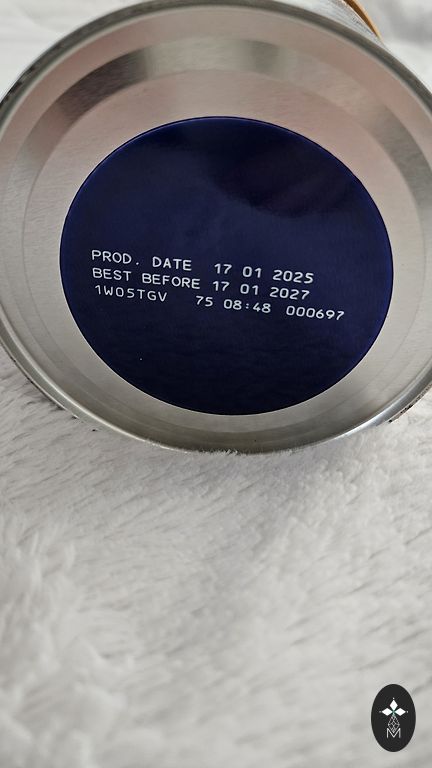 PROD. DATE 17 01 2025
BEST BEFORE 17 01 2027
1W05TGV 75 08:48 000697